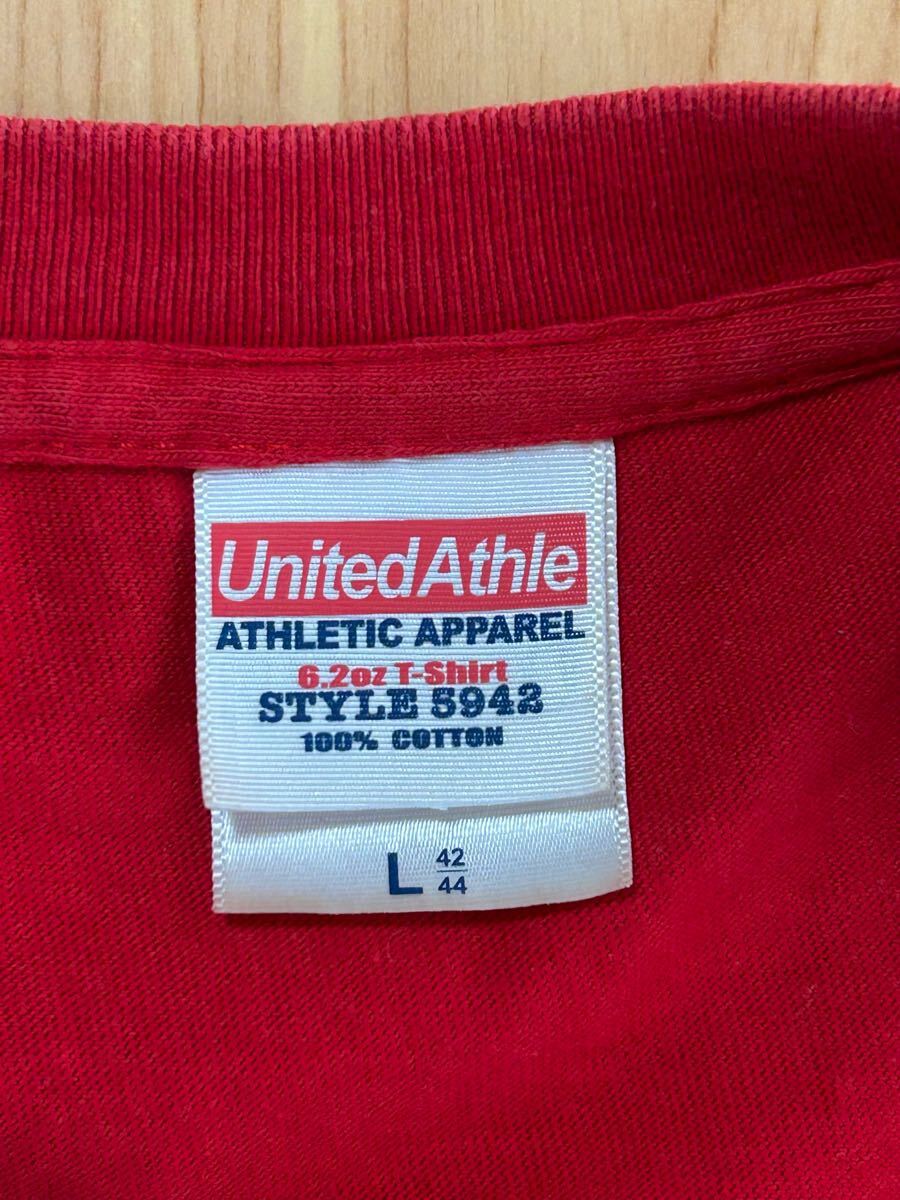 UnitedAthle
ATHLETIC APPAREL
6.2oz T-Shirt
STYLE 5942
100% COTTON
L 42/44